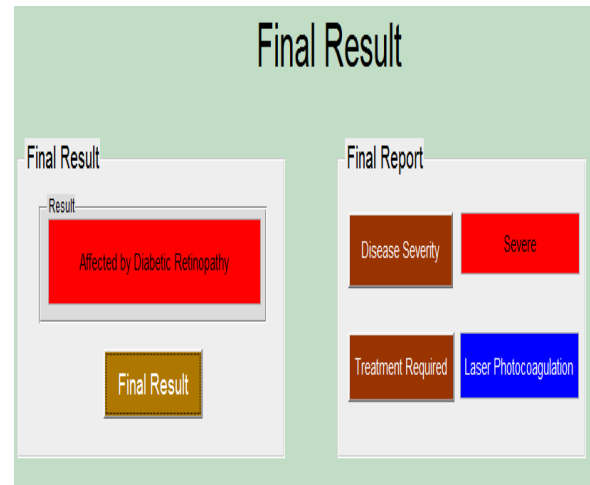 Final Result
Final Result
Result
Affected by Diabetic Retinopathy
Final Result
Final Report
Disease Severity
Severe
Treatment Required
Laser Photocoagulation